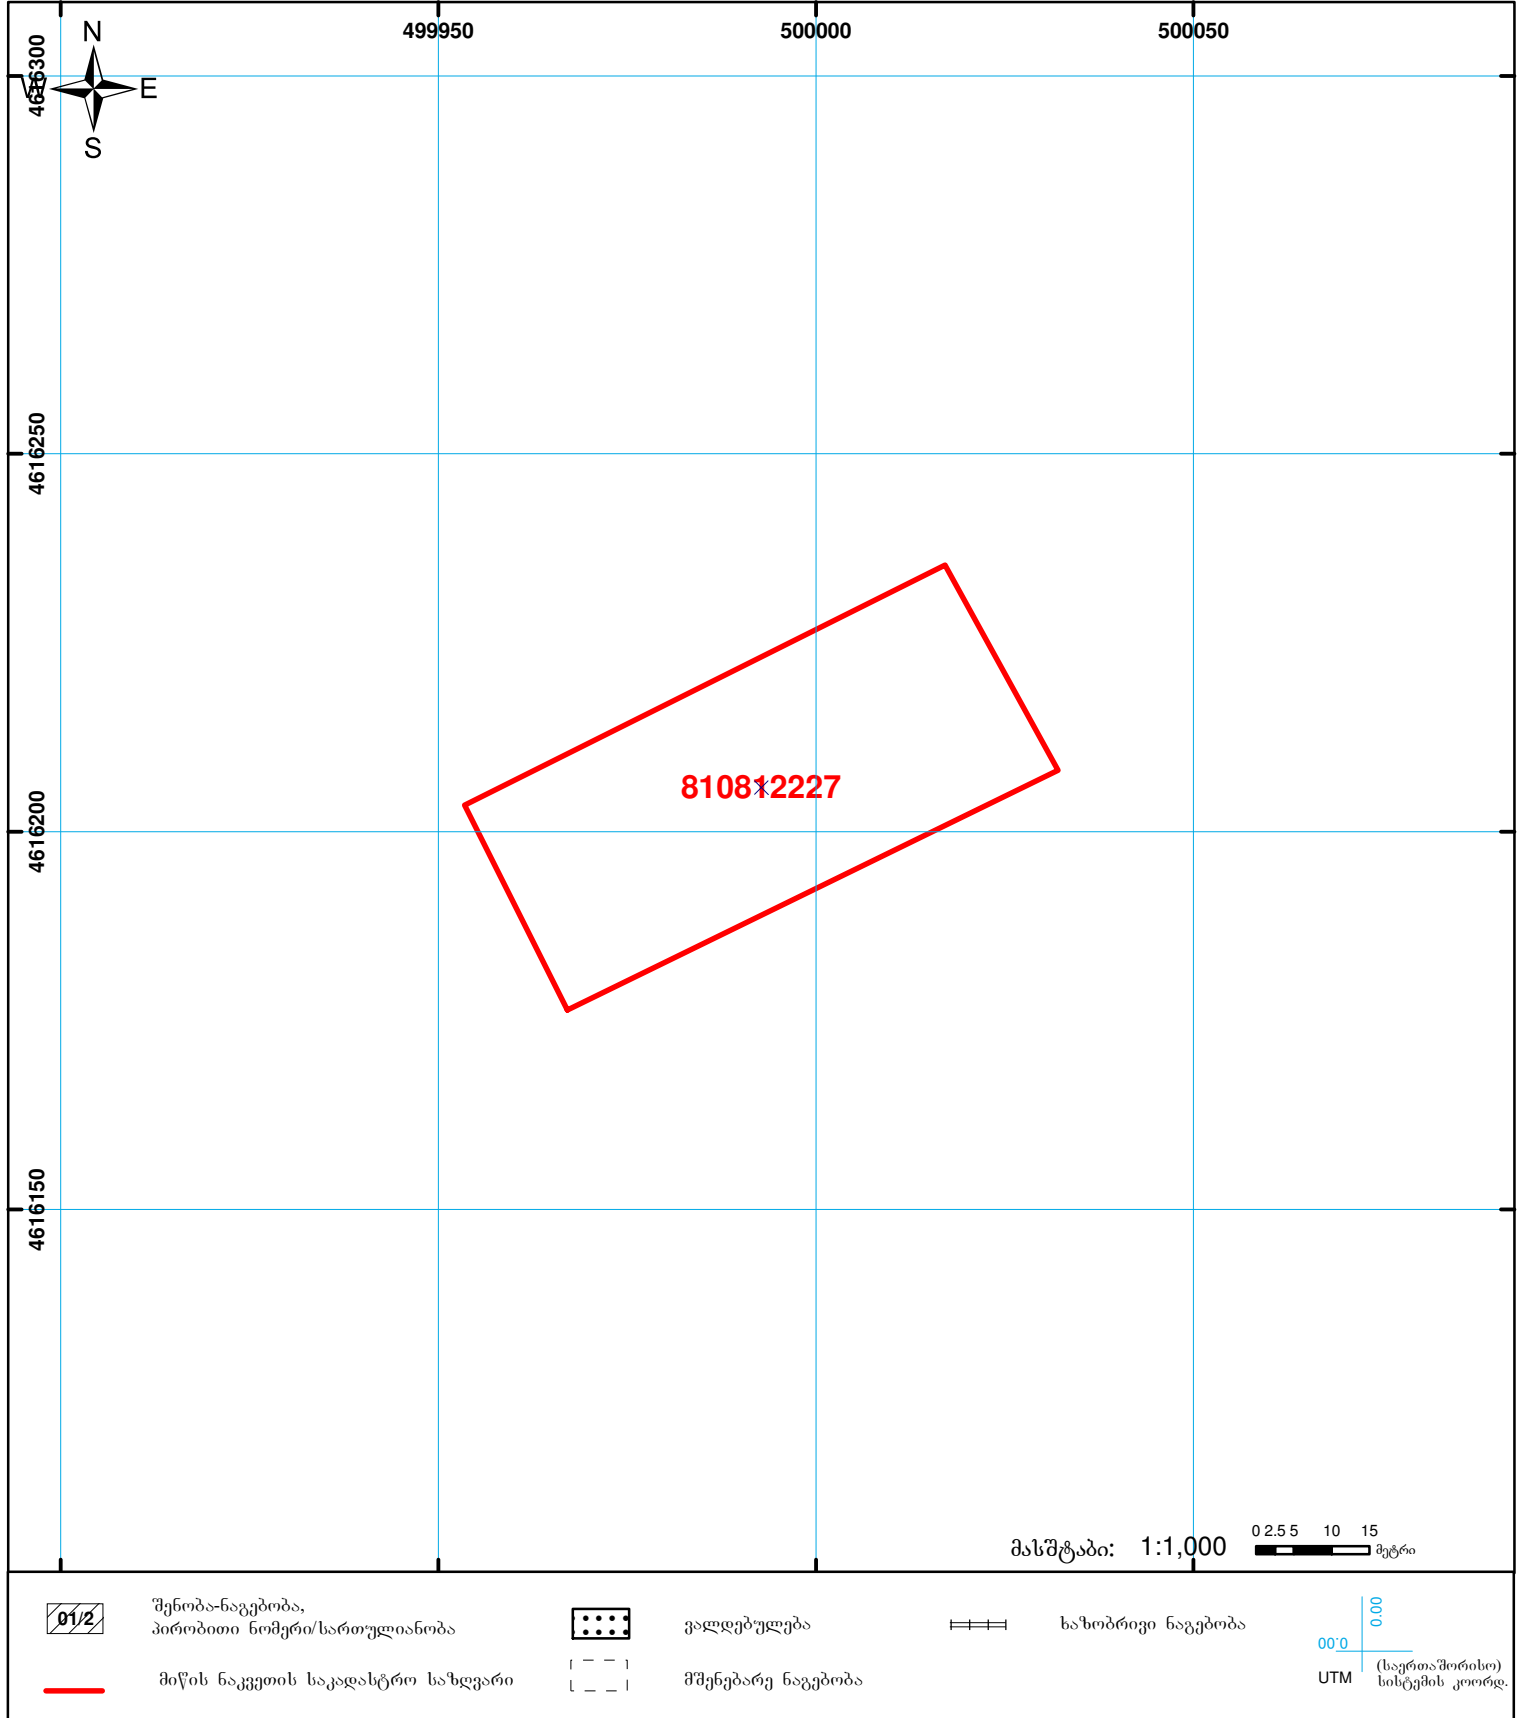 499950 500000 500050
N
W E
S
4616300
4616250
4616200
4616150
810812227
მასშტაბი: 1:1,000
0 2.5 5 10 15
მეტრი
01/2
შენობა-ნაგებობა,
პირობითი ნომერი/სართულიანობა
ვალდებულება
ხაზობრივი ნაგებობა
მიწის ნაკვეთის საკადასტრო საზღვარი
მშენებარე ნაგებობა
00.0
00.0
UTM
(საერთაშორისო)
სისტემის კოორდ.